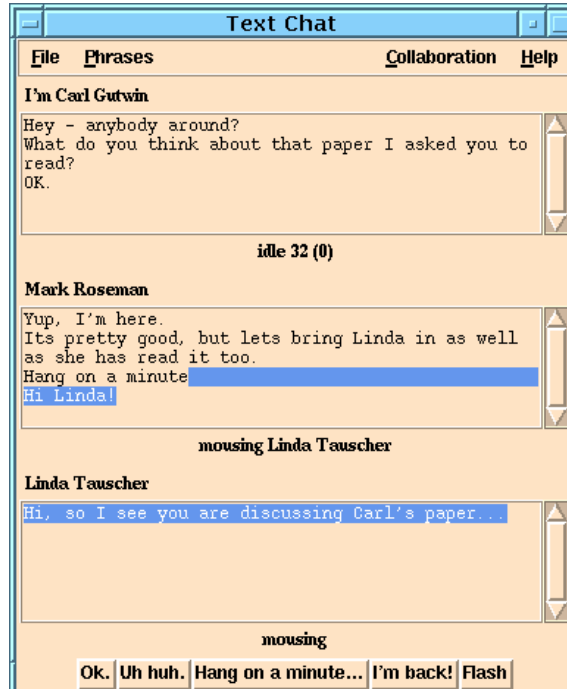 Text Chat
File Phrases Collaboration Help
I'm Carl Gutwin
Hey - anybody around?
What do you think about that paper I asked you to
read?
OK.
idle 32 (0)
Mark Roseman
Yup, I'm here.
Its pretty good, but lets bring Linda in as well
as she has read it too.
Hang on a minute
Hi Linda!
mousing Linda Tauscher
Linda Tauscher
Hi, so I see you are discussing Carl's paper...
mousing
Ok. Uh huh. Hang on a minute... I'm back! Flash